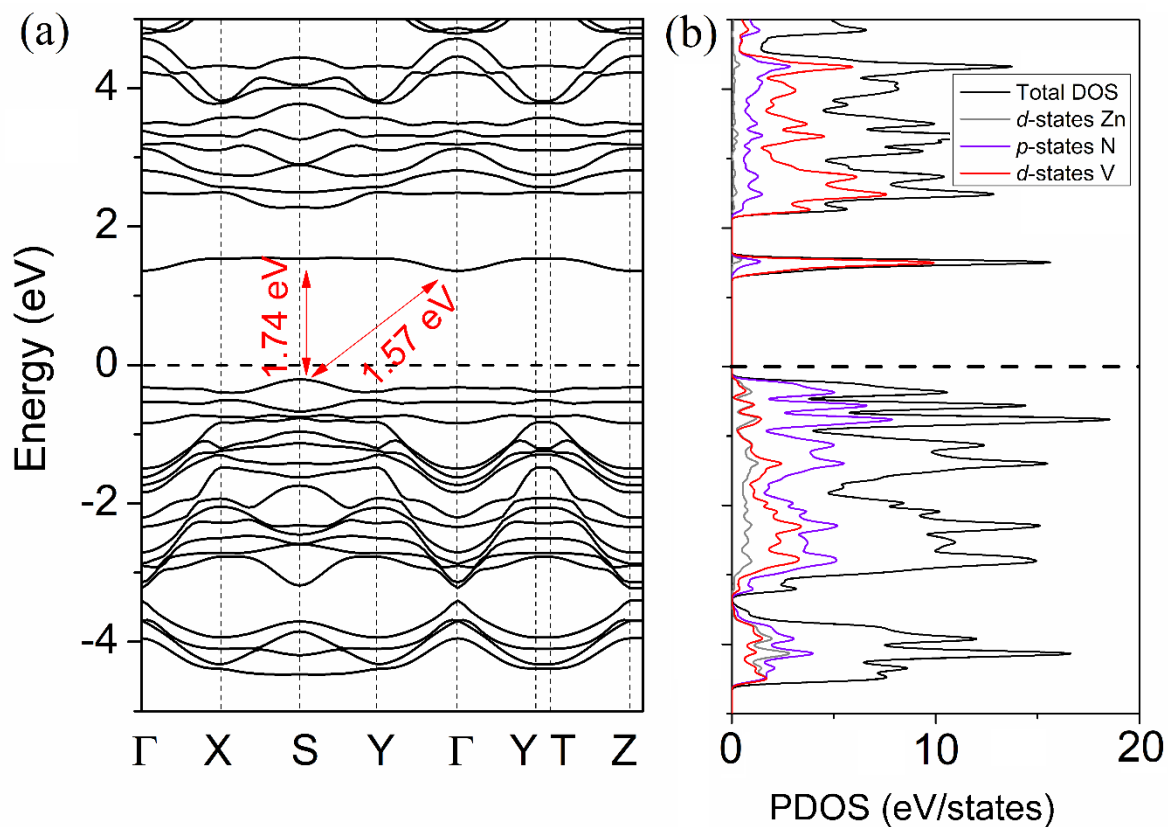 (a)
Energy (eV)
4
2
0
-2
-4
1.74 eV
1.57 eV
Γ X S Y Γ Y T Z
(b)
Total DOS
d-states Zn
p-states N
d-states V
0 10 20
PDOS (eV/states)